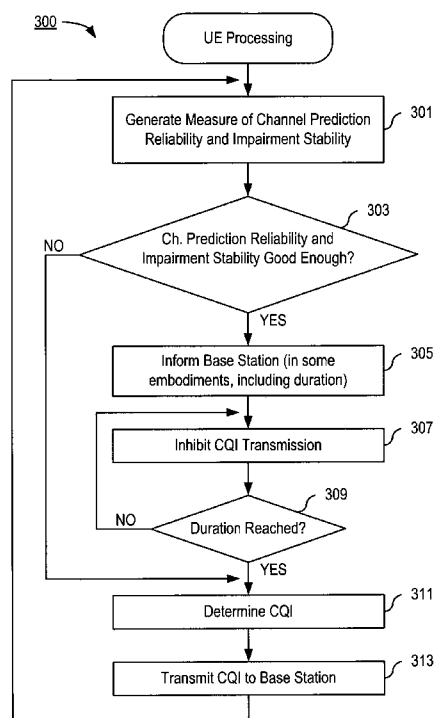 300
UE Processing
Generate Measure of Channel Prediction
Reliability and Impairment Stability
301
303
Ch. Prediction Reliability and
Impairment Stability Good Enough?
NO
YES
Inform Base Station (in some
embodiments, including duration)
305
307
Inhibit CQI Transmission
309
Duration Reached?
NO
YES
311
Determine CQI
313
Transmit CQI to Base Station